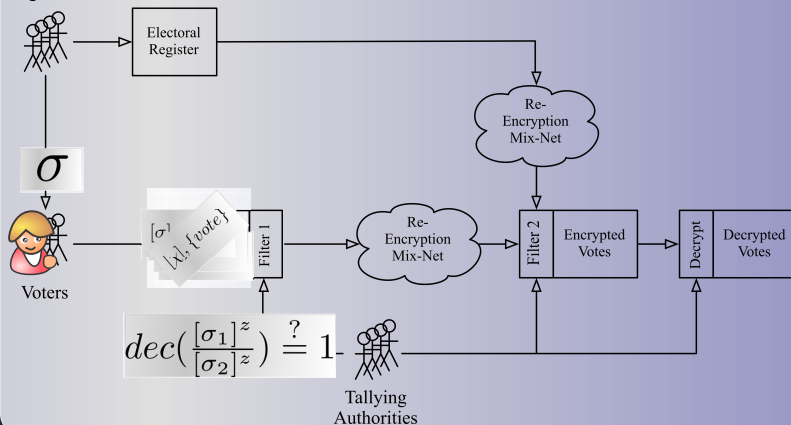 Electoral
Register
Re-
Encryption
Mix-Net
σ
[σ
[χ], {vote}
Filter 1
Re-
Encryption
Mix-Net
Filter 2
Encrypted
Votes
Decrypt
Decrypted
Votes
Voters
dec([σ₁]ᶻ/[σ₂]ᶻ) ≟ 1
Tallying
Authorities